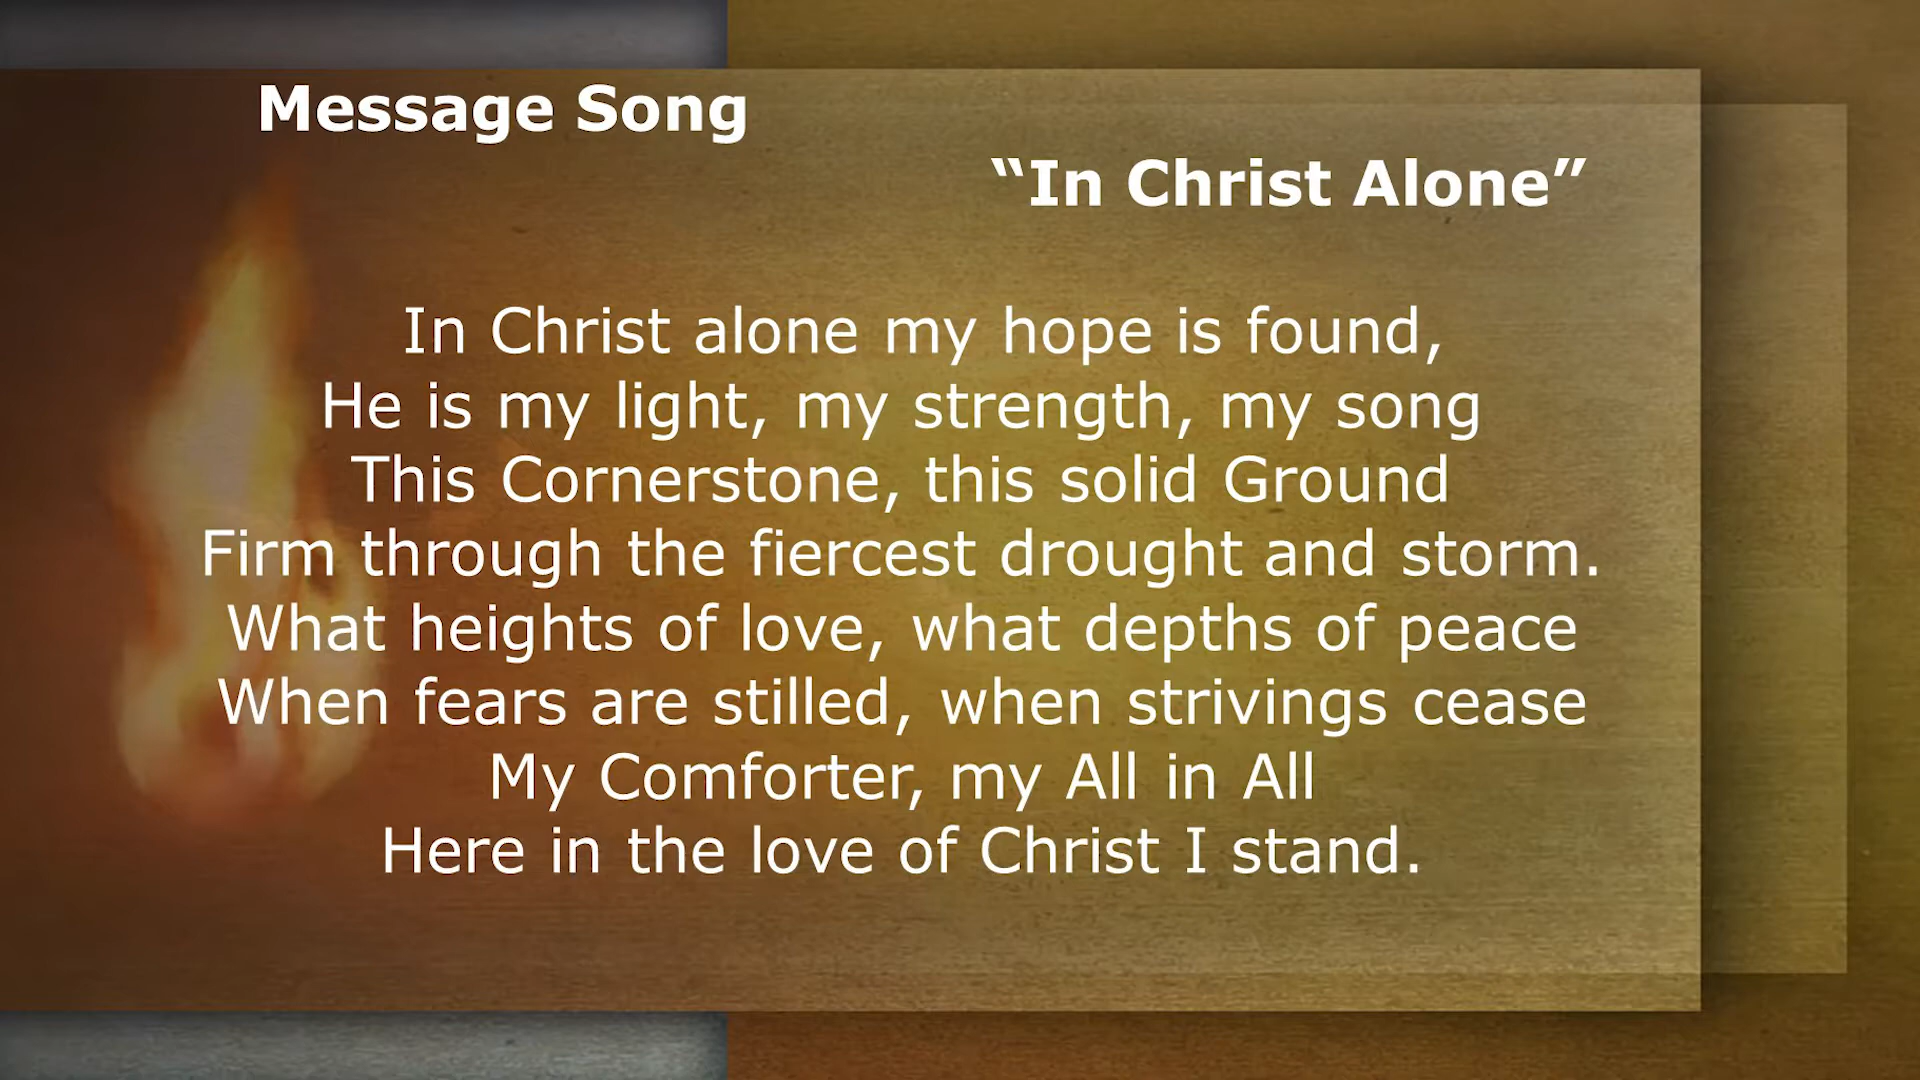 Message Song
“In Christ Alone”
In Christ alone my hope is found,
He is my light, my strength, my song
This Cornerstone, this solid Ground
Firm through the fiercest drought and storm.
What heights of love, what depths of peace
When fears are stilled, when strivings cease
My Comforter, my All in All
Here in the love of Christ I stand.